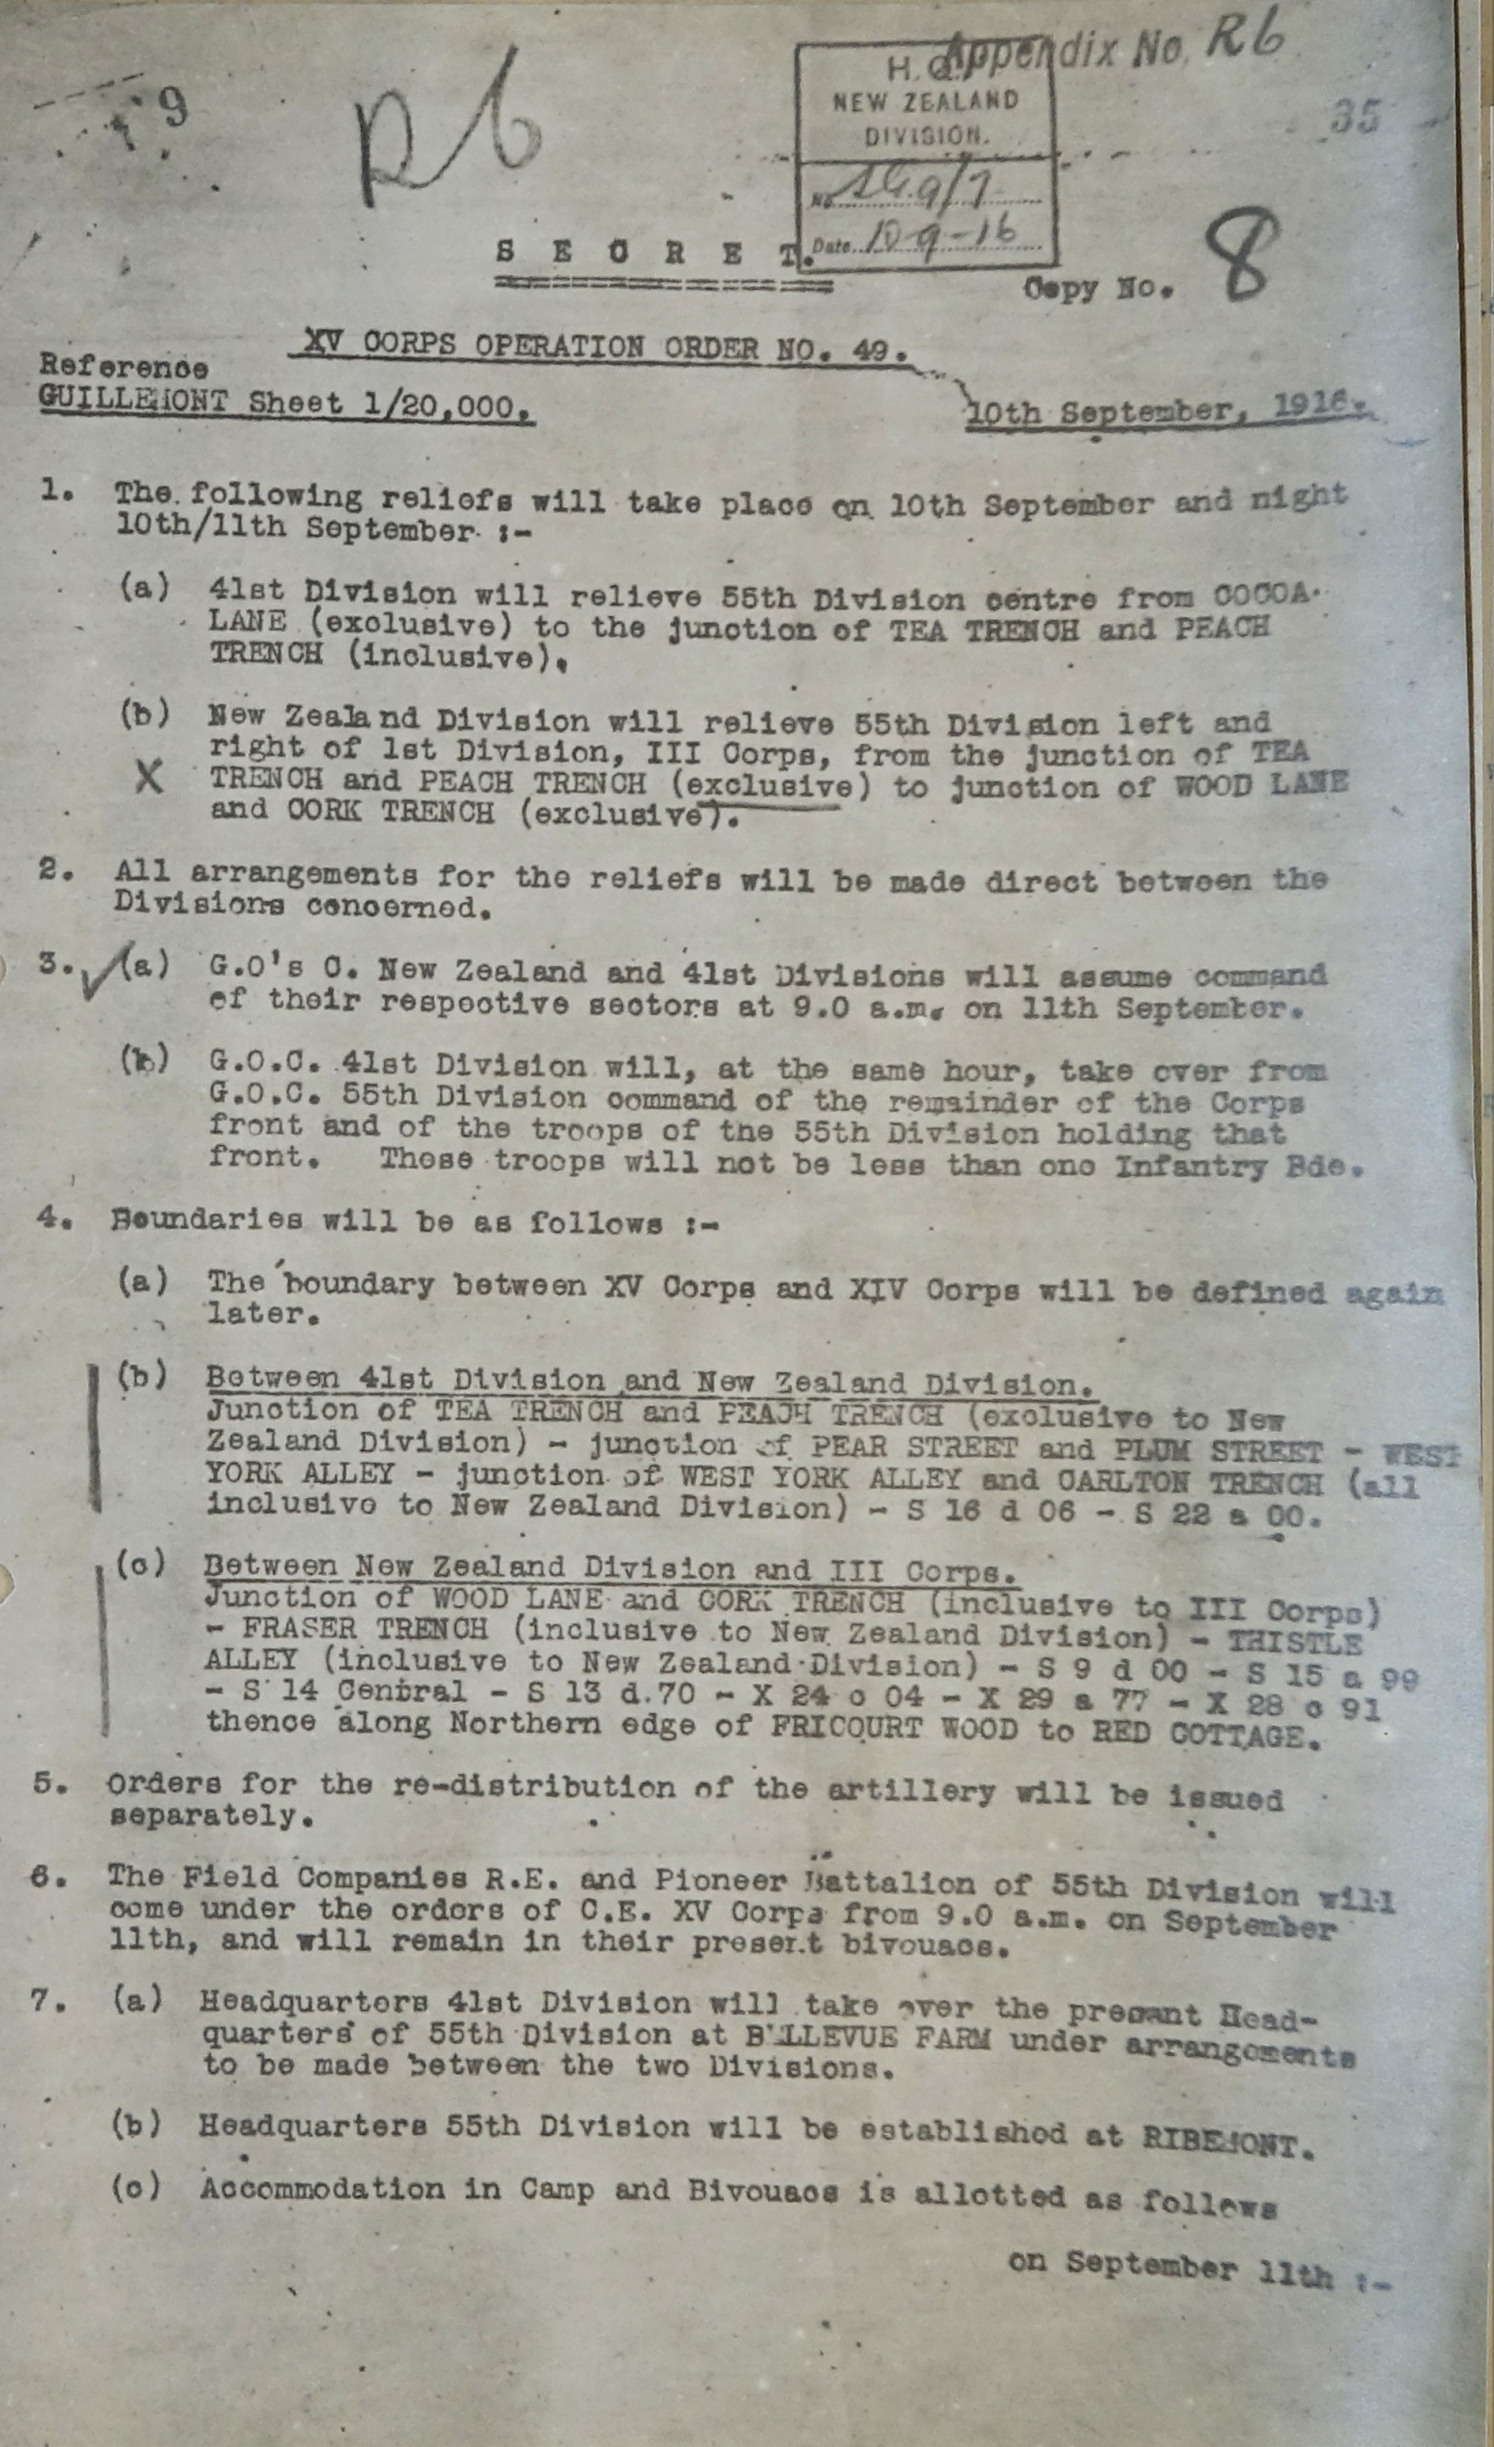 Appendix No. R6
9
R6
H.Q.
NEW ZEALAND
DIVISION.
35
No.
Date 10-9-16
S E C R E T.
Copy No. 8
XV CORPS OPERATION ORDER NO. 49.
Reference
GUILLEMONT Sheet 1/20,000.
10th September, 1916.
1. The following reliefs will take place on 10th September and night
10th/11th September :-
(a) 41st Division will relieve 55th Division centre from COCOA
LANE (exclusive) to the junction of TEA TRENCH and PEACH
TRENCH (inclusive).
(b) New Zealand Division will relieve 55th Division left and
right of 1st Division, III Corps, from the junction of TEA
X TRENCH and PEACH TRENCH (exclusive) to junction of WOOD LANE
and CORK TRENCH (exclusive).
2. All arrangements for the reliefs will be made direct between the
Divisions concerned.
3. (a) G.O's C. New Zealand and 41st Divisions will assume command
of their respective sectors at 9.0 a.m. on 11th September.
(b) G.O.C. 41st Division will, at the same hour, take over from
G.O.C. 55th Division command of the remainder of the Corps
front and of the troops of the 55th Division holding that
front. These troops will not be less than one Infantry Bde.
4. Boundaries will be as follows :-
(a) The boundary between XV Corps and XIV Corps will be defined again
later.
(b) Between 41st Division and New Zealand Division.
Junction of TEA TRENCH and PEACH TRENCH (exclusive to New
Zealand Division) - junction of PEAR STREET and PLUM STREET - WEST
YORK ALLEY - junction of WEST YORK ALLEY and CARLTON TRENCH (all
inclusive to New Zealand Division) - S 16 d 06 - S 22 a 00.
(c) Between New Zealand Division and III Corps.
Junction of WOOD LANE and CORK TRENCH (inclusive to III Corps)
- FRASER TRENCH (inclusive to New Zealand Division) - THISTLE
ALLEY (inclusive to New Zealand Division) - S 9 d 00 - S 15 a 99
- S 14 Central - S 13 d.70 - X 24 c 04 - X 29 a 77 - X 28 c 91
thence along Northern edge of FRICOURT WOOD to RED COTTAGE.
5. Orders for the re-distribution of the artillery will be issued
separately.
6. The Field Companies R.E. and Pioneer Battalion of 55th Division will
come under the orders of C.E. XV Corps from 9.0 a.m. on September
11th, and will remain in their present bivouacs.
7. (a) Headquarters 41st Division will take over the present Head-
quarters of 55th Division at BELLEVUE FARM under arrangements
to be made between the two Divisions.
(b) Headquarters 55th Division will be established at RIBEMONT.
(c) Accommodation in Camp and Bivouacs is allotted as follows
on September 11th :-